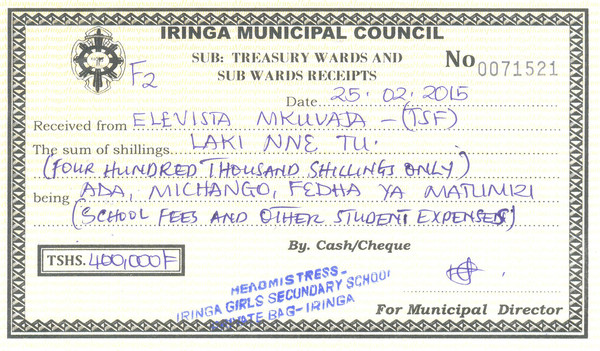 IRINGA MUNICIPAL COUNCIL
F2
SUB: TREASURY WARDS AND
SUB WARDS RECEIPTS
No 0071521
Date 25.02.2015
Received from ELEVISTA MKUVAJA - (TSF)
The sum of shillings LAKI NNE TU.
(FOUR HUNDRED THOUSAND SHILLINGS ONLY)
being ADA, MICHANGO, FEDHA YA MATUMIZI
(SCHOOL FEES AND OTHER STUDENT EXPENSES)
By. Cash/Cheque
TSHS. 400,000F
HEADMISTRESS-
IRINGA GIRLS SECUNDARY SCHOOL
PRIVATE BAG-IRINGA
For Municipal Director